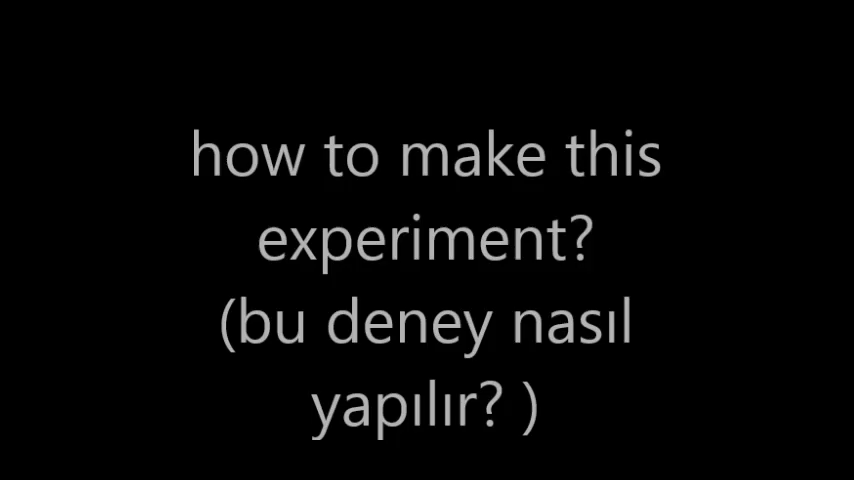 how to make this
experiment?
(bu deney nasıl
yapılır? )